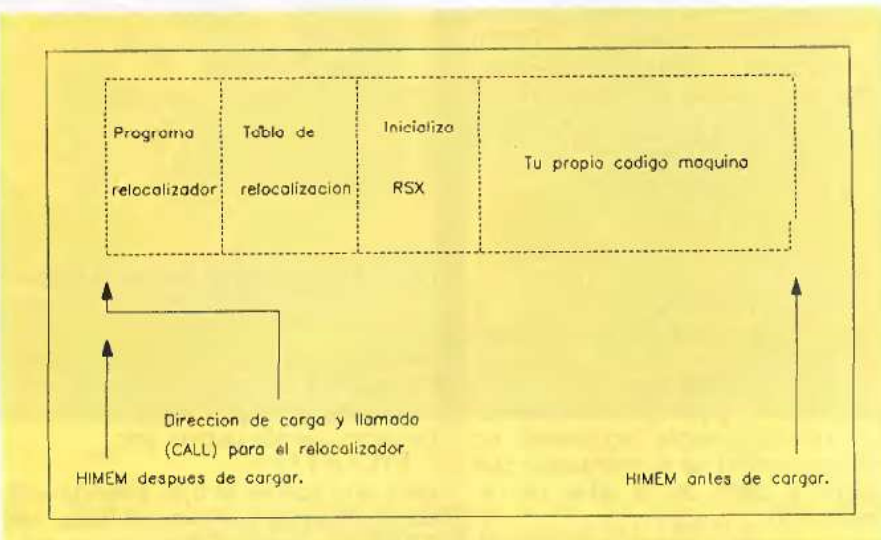 Programa
relocalizador
Tabla de
relocalizacion
Inicializa
RSX
Tu propio codigo maquina
Direccion de carga y llamada
(CALL) para el relocalizador.
HIMEM despues de cargar.
HIMEM antes de cargar.